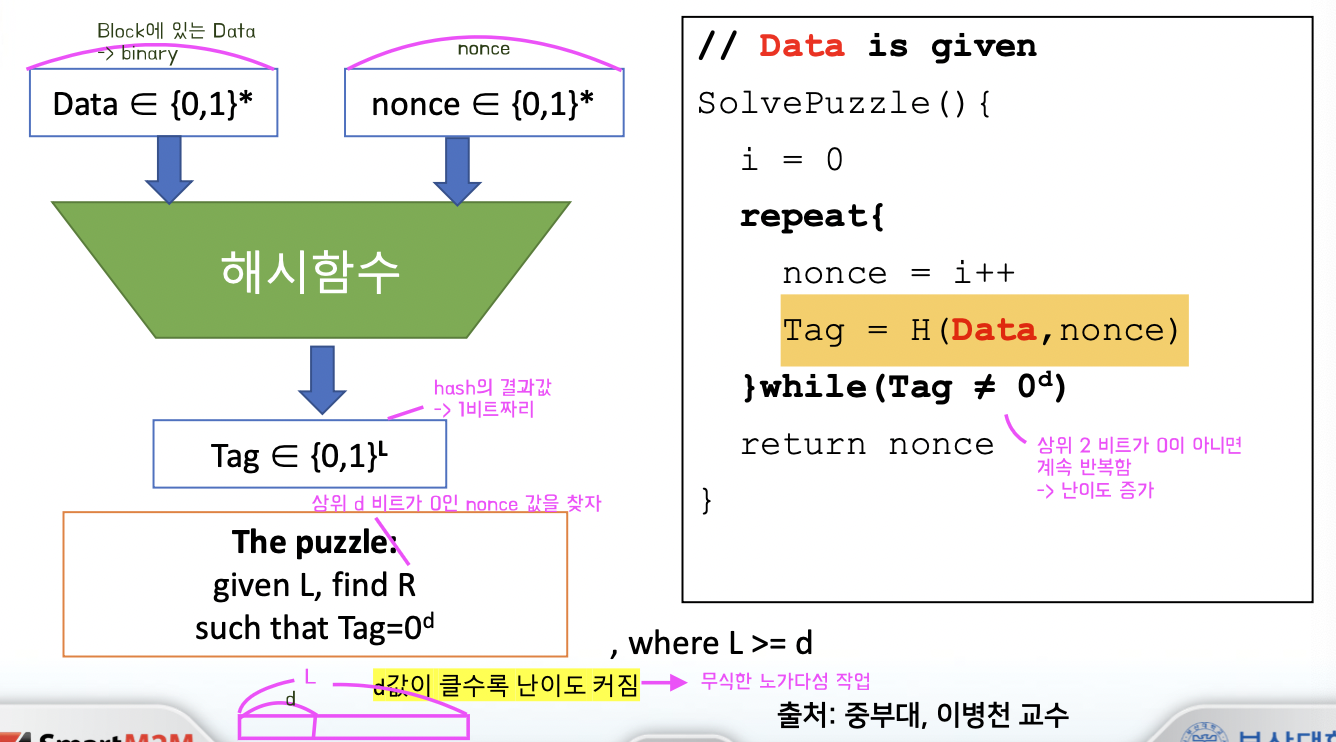 Block에 있는 Data
-> binary
nonce
Data ∈ {0,1}*
nonce ∈ {0,1}*
해시함수
hash의 결과값
-> 1비트짜리
Tag ∈ {0,1}ᴸ
상위 d 비트가 0인 nonce 값을 찾자
The puzzle:
given L, find R
such that Tag=0ᵈ
, where L >= d
L
d
d값이 클수록 난이도 커짐
무식한 노가다성 작업
출처: 중부대, 이병천 교수
// Data is given
SolvePuzzle(){
i = 0
repeat{
nonce = i++
Tag = H(Data,nonce)
}while(Tag ≠ 0ᵈ)
return nonce
}
상위 2 비트가 0이 아니면
계속 반복함
-> 난이도 증가
SmartM2M